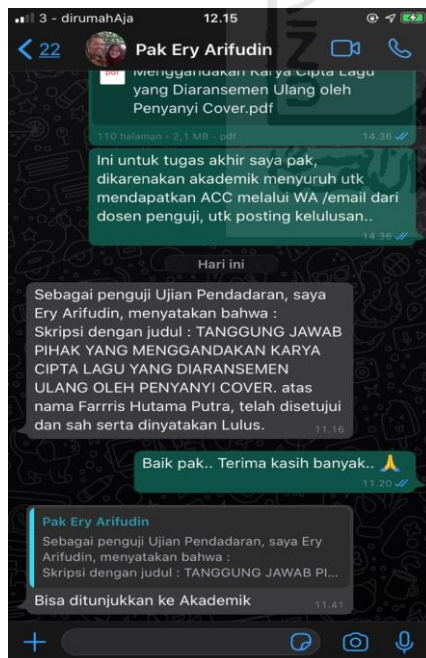 3 - dirumahAja
12.15
22
Pak Ery Arifudin
pdf
Menggandakan Karya Cipta Lagu
yang Diaransemen Ulang oleh
Penyanyi Cover.pdf
110 halaman · 2,1 MB · pdf
14.36
Ini untuk tugas akhir saya pak,
dikarenakan akademik menyuruh utk
mendapatkan ACC melalui WA /email dari
dosen penguji, utk posting kelulusan..
14.36
Hari ini
Sebagai penguji Ujian Pendadaran, saya
Ery Arifudin, menyatakan bahwa :
Skripsi dengan judul : TANGGUNG JAWAB
PIHAK YANG MENGGANDAKAN KARYA
CIPTA LAGU YANG DIARANSEMEN
ULANG OLEH PENYANYI COVER. atas
nama Farrris Hutama Putra, telah disetujui
dan sah serta dinyatakan Lulus.
11.16
Baik pak.. Terima kasih banyak.. 🙏
11.20
Pak Ery Arifudin
Sebagai penguji Ujian Pendadaran, saya Ery
Arifudin, menyatakan bahwa :
Skripsi dengan judul : TANGGUNG JAWAB PI...
Bisa ditunjukkan ke Akademik
11.41